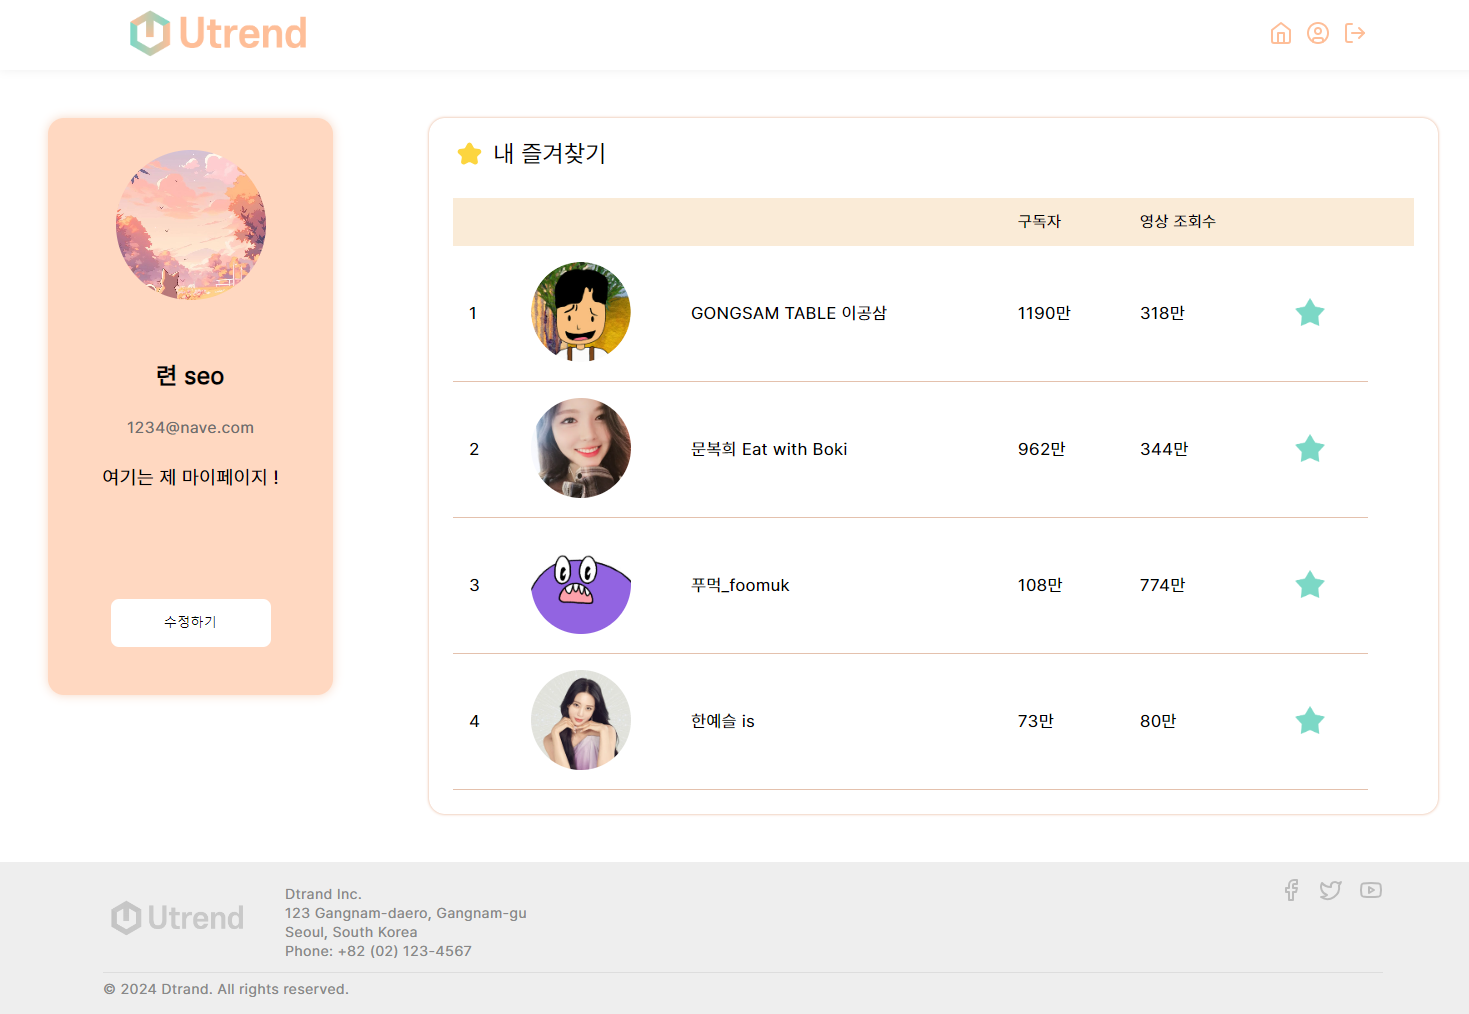 Utrend
련 seo
1234@nave.com
여기는 제 마이페이지 !
수정하기
내 즐겨찾기
구독자 영상 조회수
1 GONGSAM TABLE 이공삼 1190만 318만
2 문복희 Eat with Boki 962만 344만
3 푸먹_foomuk 108만 774만
4 한예슬 is 73만 80만
Utrend
Dtrand Inc.
123 Gangnam-daero, Gangnam-gu
Seoul, South Korea
Phone: +82 (02) 123-4567
© 2024 Dtrand. All rights reserved.